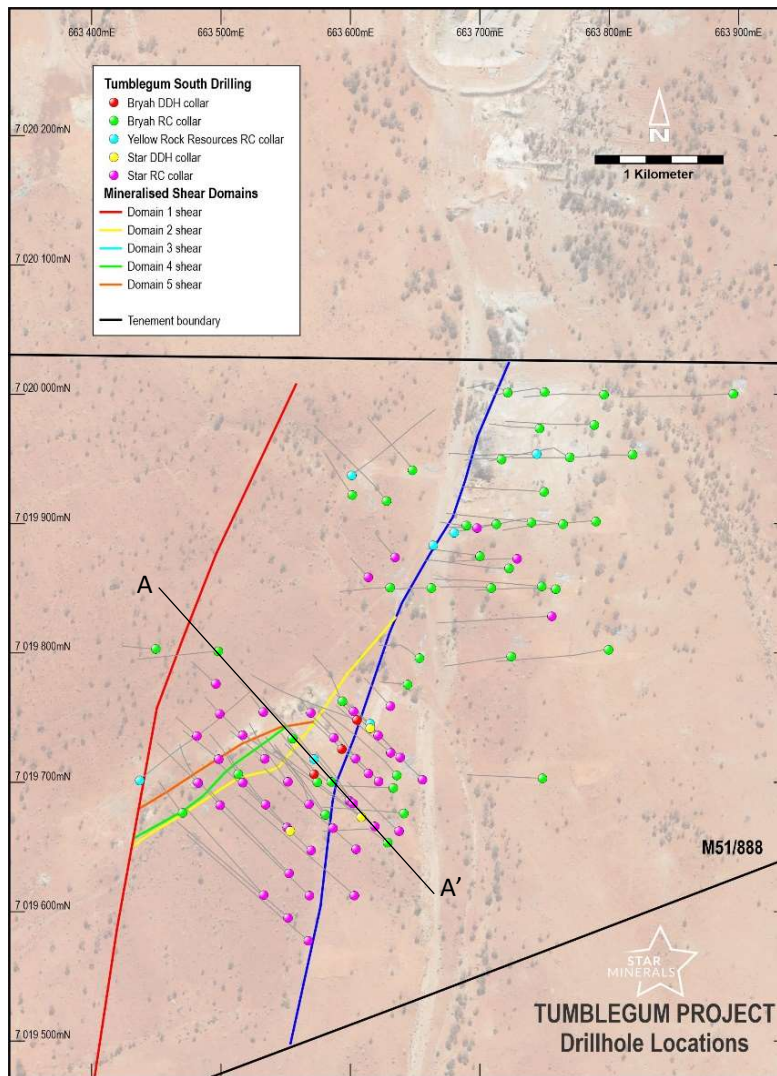 663 400mE 663 500mE 663 600mE 663 700mE 663 800mE 663 900mE
Tumblegum South Drilling
Bryah DDH collar
Bryah RC collar
Yellow Rock Resources RC collar
Star DDH collar
Star RC collar
Mineralised Shear Domains
Domain 1 shear
Domain 2 shear
Domain 3 shear
Domain 4 shear
Domain 5 shear
Tenement boundary
N
1 Kilometer
7 020 200mN
7 020 100mN
7 020 000mN
7 019 900mN
A
7 019 800mN
7 019 700mN
M51/888
A'
7 019 600mN
STAR
MINERALS
TUMBLEGUM PROJECT
Drillhole Locations
7 019 500mN